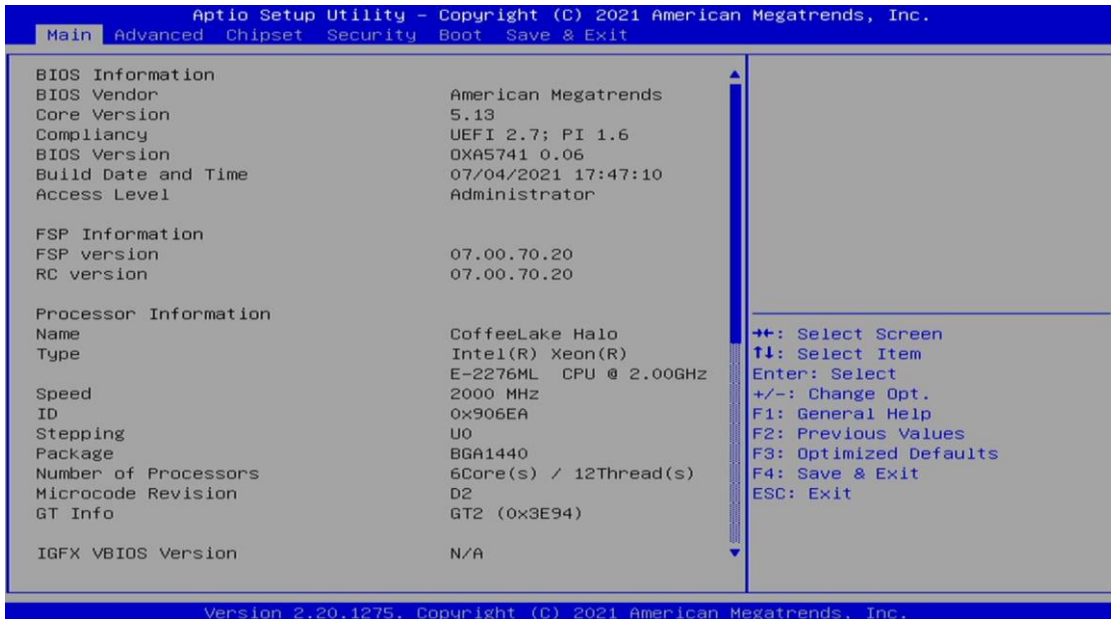 Aptio Setup Utility – Copyright (C) 2021 American Megatrends, Inc.
Main Advanced Chipset Security Boot Save & Exit
BIOS Information
BIOS Vendor American Megatrends
Core Version 5.13
Compliancy UEFI 2.7; PI 1.6
BIOS Version OXA5741 0.06
Build Date and Time 07/04/2021 17:47:10
Access Level Administrator
FSP Information
FSP version 07.00.70.20
RC version 07.00.70.20
Processor Information
Name CoffeeLake Halo
Type Intel(R) Xeon(R)
E-2276ML CPU @ 2.00GHz
Speed 2000 MHz
ID 0x906EA
Stepping U0
Package BGA1440
Number of Processors 6Core(s) / 12Thread(s)
Microcode Revision D2
GT Info GT2 (0x3E94)
IGFX VBIOS Version N/A
→←: Select Screen
↑↓: Select Item
Enter: Select
+/-: Change Opt.
F1: General Help
F2: Previous Values
F3: Optimized Defaults
F4: Save & Exit
ESC: Exit
Version 2.20.1275. Copyright (C) 2021 American Megatrends, Inc.